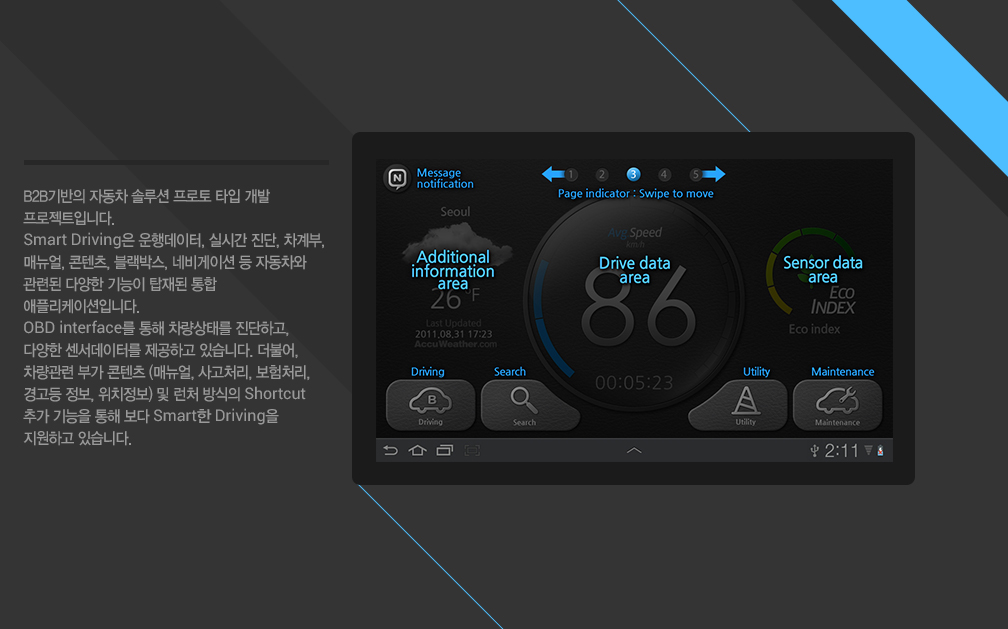 B2B기반의 자동차 솔루션 프로토 타입 개발
프로젝트입니다.
Smart Driving은 운행데이터, 실시간 진단, 차계부,
매뉴얼, 콘텐츠, 블랙박스, 네비게이션 등 자동차와
관련된 다양한 기능이 탑재된 통합
애플리케이션입니다.
OBD interface를 통해 차량상태를 진단하고,
다양한 센서데이터를 제공하고 있습니다. 더불어,
차량관련 부가 콘텐츠 (매뉴얼, 사고처리, 보험처리,
경고등 정보, 위치정보) 및 런처 방식의 Shortcut
추가 기능을 통해 보다 Smart한 Driving을
지원하고 있습니다.
N
Message
notification
1 2 3 4 5
Page indicator : Swipe to move
Seoul
Additional
information
area
26 °F
Last Updated
2011.08.31 17:23
AccuWeather.com
Avg.Speed
km/h
Drive data
area
86
00:05:23
Sensor data
area
Eco
INDEX
Eco index
Driving
Search
Utility
Maintenance
B
Driving
Search
Utility
Maintenance
2:11